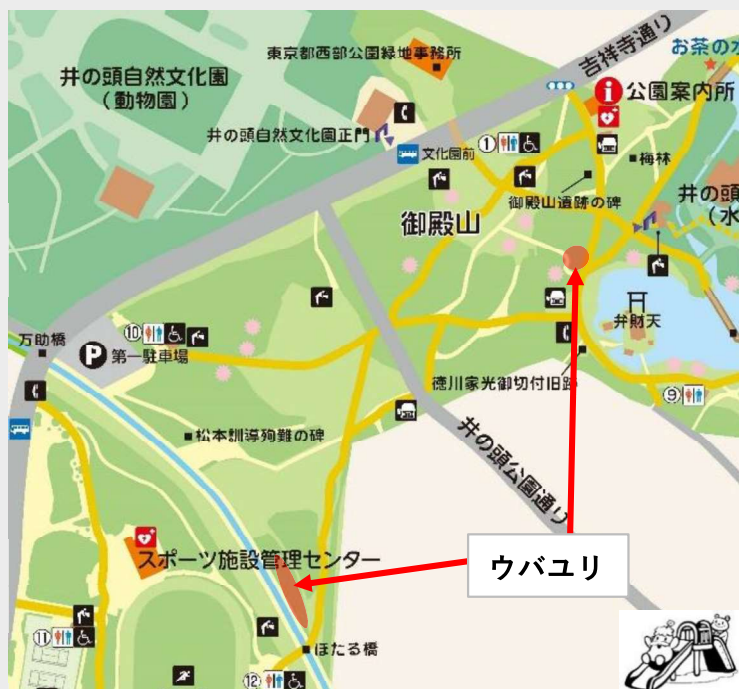 東京都西部公園緑地事務所
吉祥寺通り
お茶の水
井の頭自然文化園
(動物園)
i
公園案内所
井の頭自然文化園正門
文化園前
①
梅林
御殿山遺跡の碑
井の頭
(水
御殿山
弁財天
⑩
万助橋
P
第一駐車場
徳川家光御切付旧跡
⑨
松本訓導殉難の碑
井の頭公園通り
スポーツ施設管理センター
ウバユリ
⑪
ほたる橋
⑫